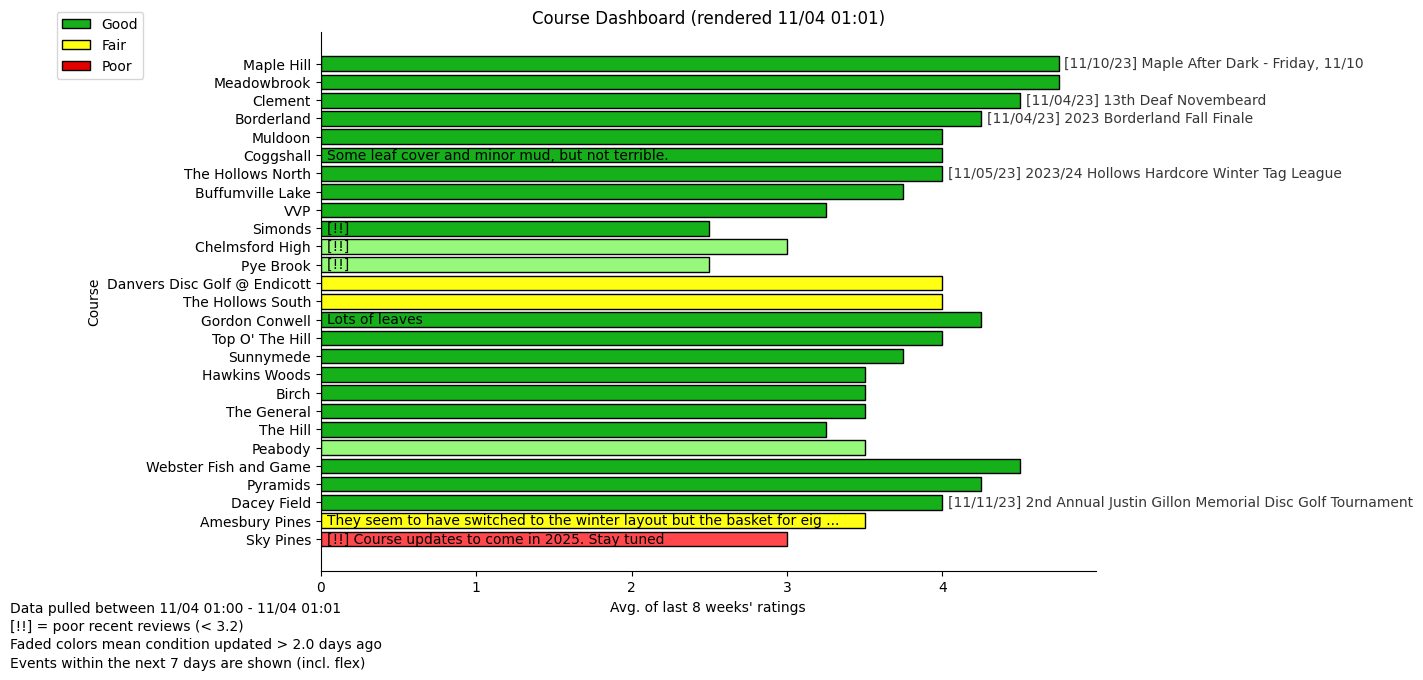 Course Dashboard (rendered 11/04 01:01)
Good
Fair
Poor
Course
Maple Hill [11/10/23] Maple After Dark - Friday, 11/10
Meadowbrook
Clement [11/04/23] 13th Deaf Novembeard
Borderland [11/04/23] 2023 Borderland Fall Finale
Muldoon
Coggshall Some leaf cover and minor mud, but not terrible.
The Hollows North [11/05/23] 2023/24 Hollows Hardcore Winter Tag League
Buffumville Lake
VVP
Simonds [!!]
Chelmsford High [!!]
Pye Brook [!!]
Danvers Disc Golf @ Endicott
The Hollows South
Gordon Conwell Lots of leaves
Top O' The Hill
Sunnymede
Hawkins Woods
Birch
The General
The Hill
Peabody
Webster Fish and Game
Pyramids
Dacey Field [11/11/23] 2nd Annual Justin Gillon Memorial Disc Golf Tournament
Amesbury Pines They seem to have switched to the winter layout but the basket for eig ...
Sky Pines [!!] Course updates to come in 2025. Stay tuned
0 1 2 3 4
Avg. of last 8 weeks' ratings
Data pulled between 11/04 01:00 - 11/04 01:01
[!!] = poor recent reviews (< 3.2)
Faded colors mean condition updated > 2.0 days ago
Events within the next 7 days are shown (incl. flex)